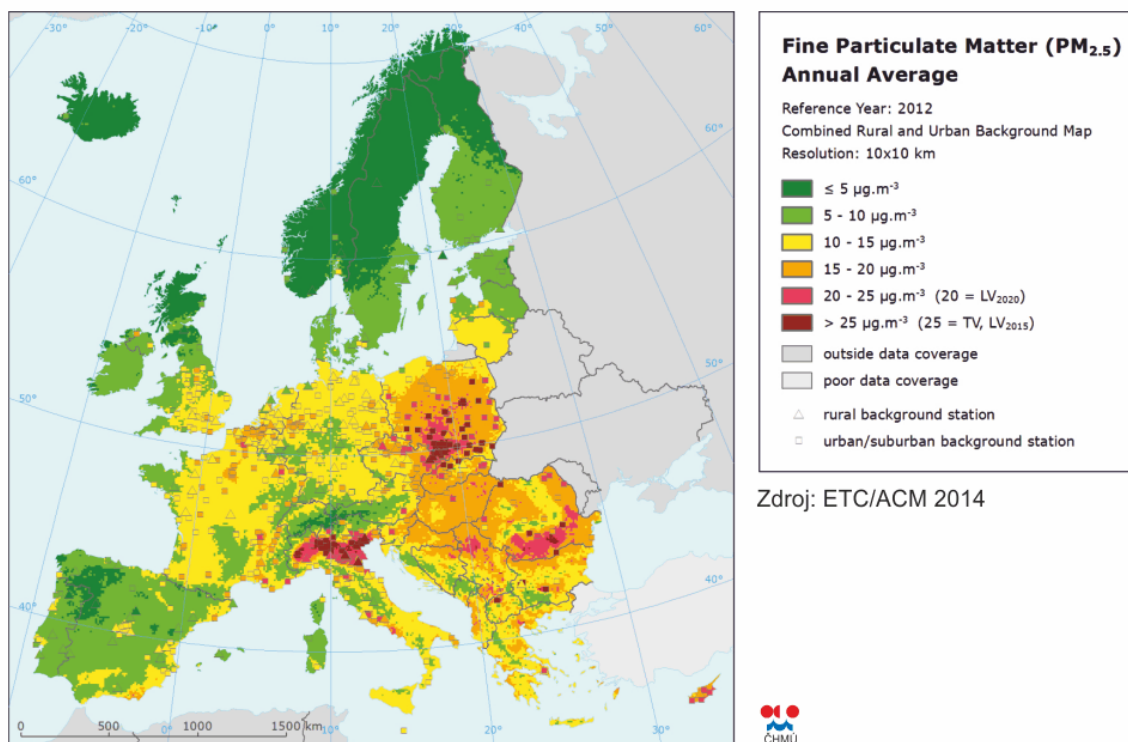 -30°
-20°
-10°
0°
10°
20°
30°
40°
50°
60°
60°
50°
40°
60°
50°
40°
0
500
1000
1500 km
0°
10°
20°
30°
Fine Particulate Matter (PM2.5)
Annual Average
Reference Year: 2012
Combined Rural and Urban Background Map
Resolution: 10x10 km
≤ 5 µg.m-3
5 - 10 µg.m-3
10 - 15 µg.m-3
15 - 20 µg.m-3
20 - 25 µg.m-3 (20 = LV2020)
> 25 µg.m-3 (25 = TV, LV2015)
outside data coverage
poor data coverage
rural background station
urban/suburban background station
Zdroj: ETC/ACM 2014
ČHMÚ